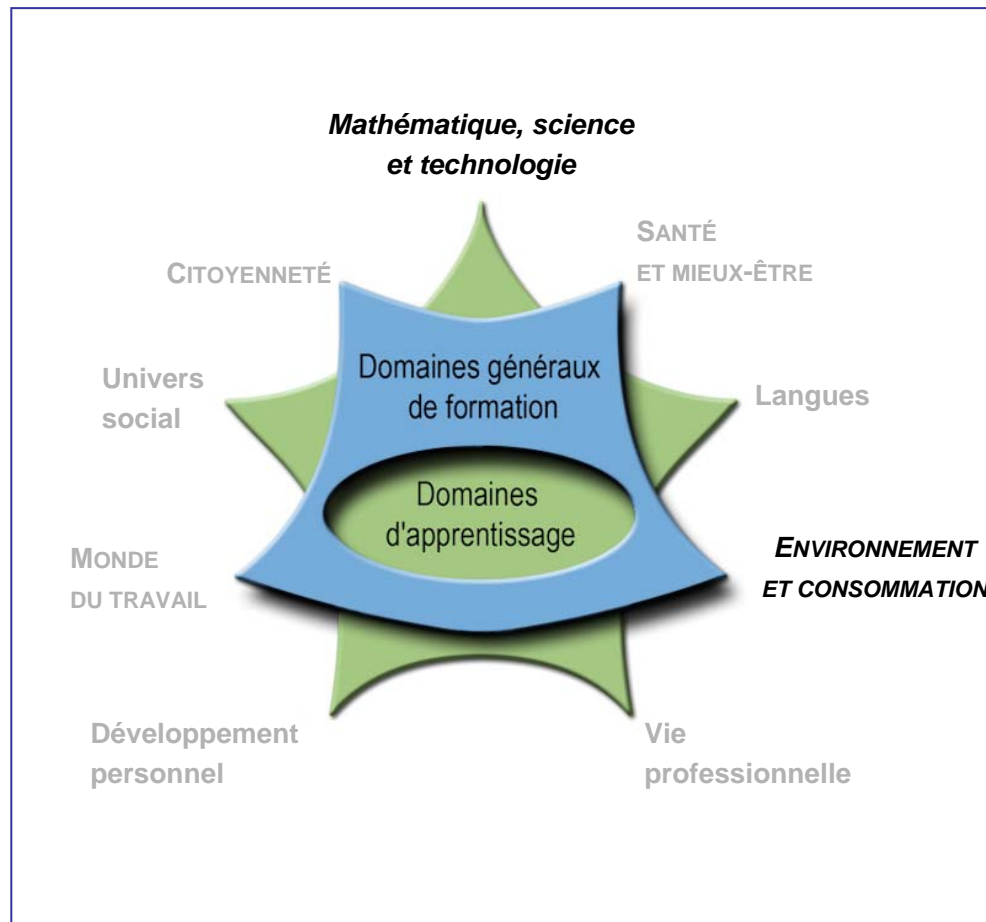 Mathématique, science
et technologie
SANTÉ
ET MIEUX-ÊTRE
CITOYENNETÉ
Domaines généraux
de formation
Univers
social
Langues
Domaines
d'apprentissage
ENVIRONNEMENT
ET CONSOMMATION
MONDE
DU TRAVAIL
Développement
personnel
Vie
professionnelle